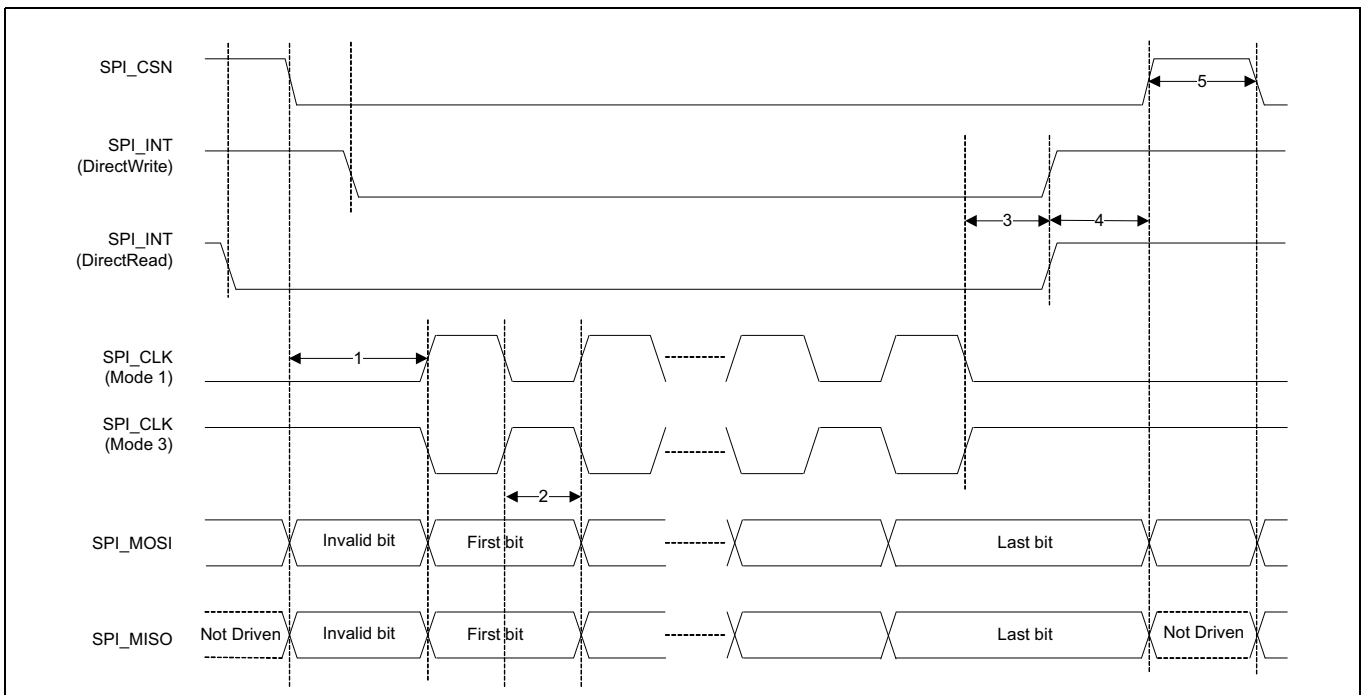 SPI_CSN
5
SPI_INT
(DirectWrite)
3
4
SPI_INT
(DirectRead)
SPI_CLK
(Mode 1)
1
SPI_CLK
(Mode 3)
2
SPI_MOSI
Invalid bit
First bit
Last bit
SPI_MISO
Not Driven
Invalid bit
First bit
Last bit
Not Driven